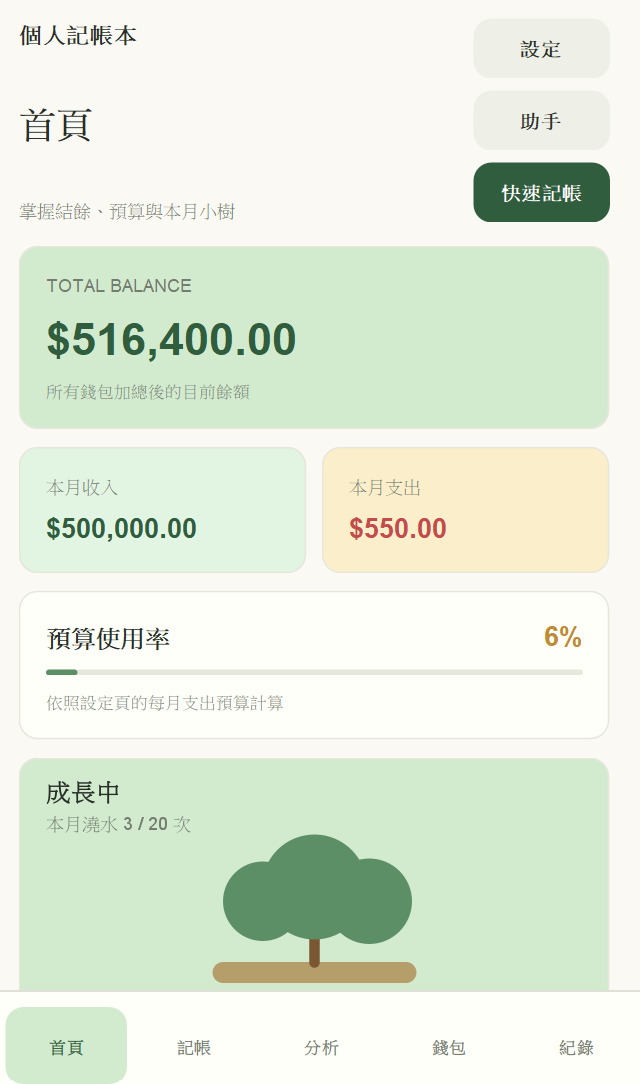 個人記帳本
設定
首頁
助手
快速記帳
掌握結餘、預算與本月小樹
TOTAL BALANCE
$516,400.00
所有錢包加總後的目前餘額
本月收入
$500,000.00
本月支出
$550.00
預算使用率
6%
依照設定頁的每月支出預算計算
成長中
本月澆水 3 / 20 次
首頁
記帳
分析
錢包
紀錄